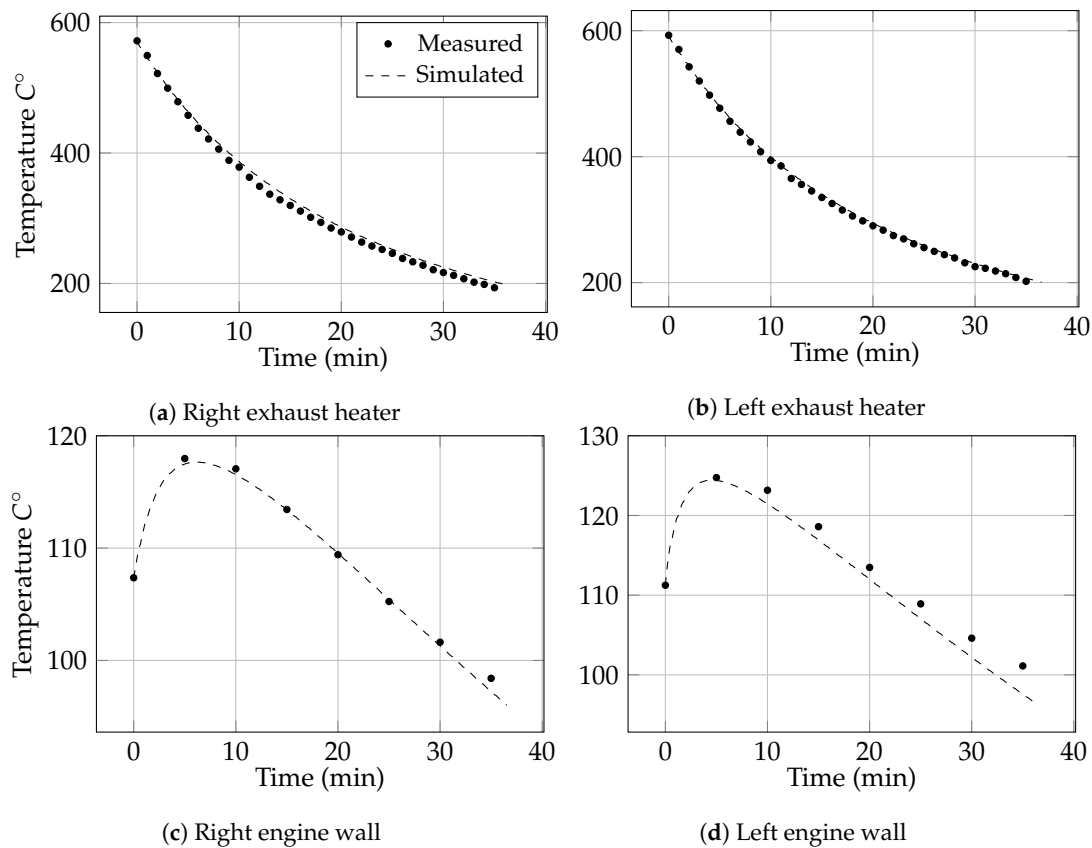 600
400
200
0
10
20
30
40
Temperature C°
Time (min)
Measured
Simulated
(a) Right exhaust heater
600
400
200
0
10
20
30
40
Time (min)
(b) Left exhaust heater
120
110
100
0
10
20
30
40
Temperature C°
Time (min)
(c) Right engine wall
130
120
110
100
0
10
20
30
40
Time (min)
(d) Left engine wall